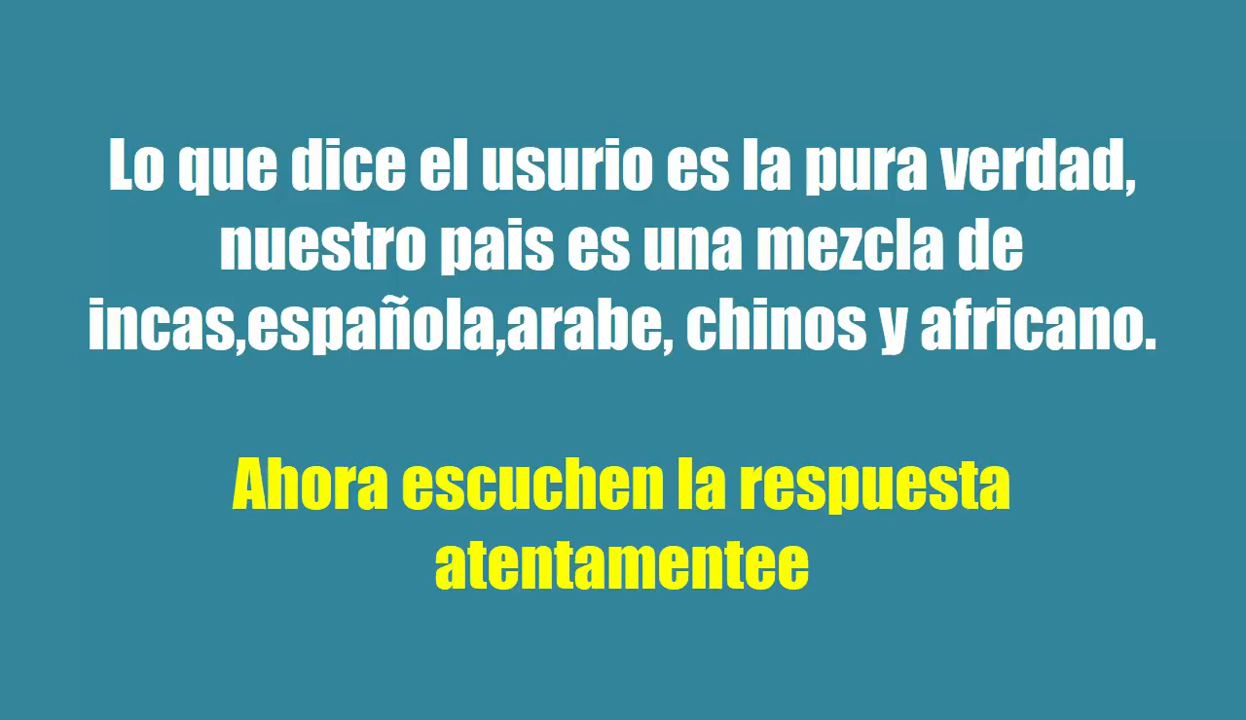 Lo que dice el usurio es la pura verdad,
nuestro pais es una mezcla de
incas,española,arabe, chinos y africano.
Ahora escuchen la respuesta
atentamentee